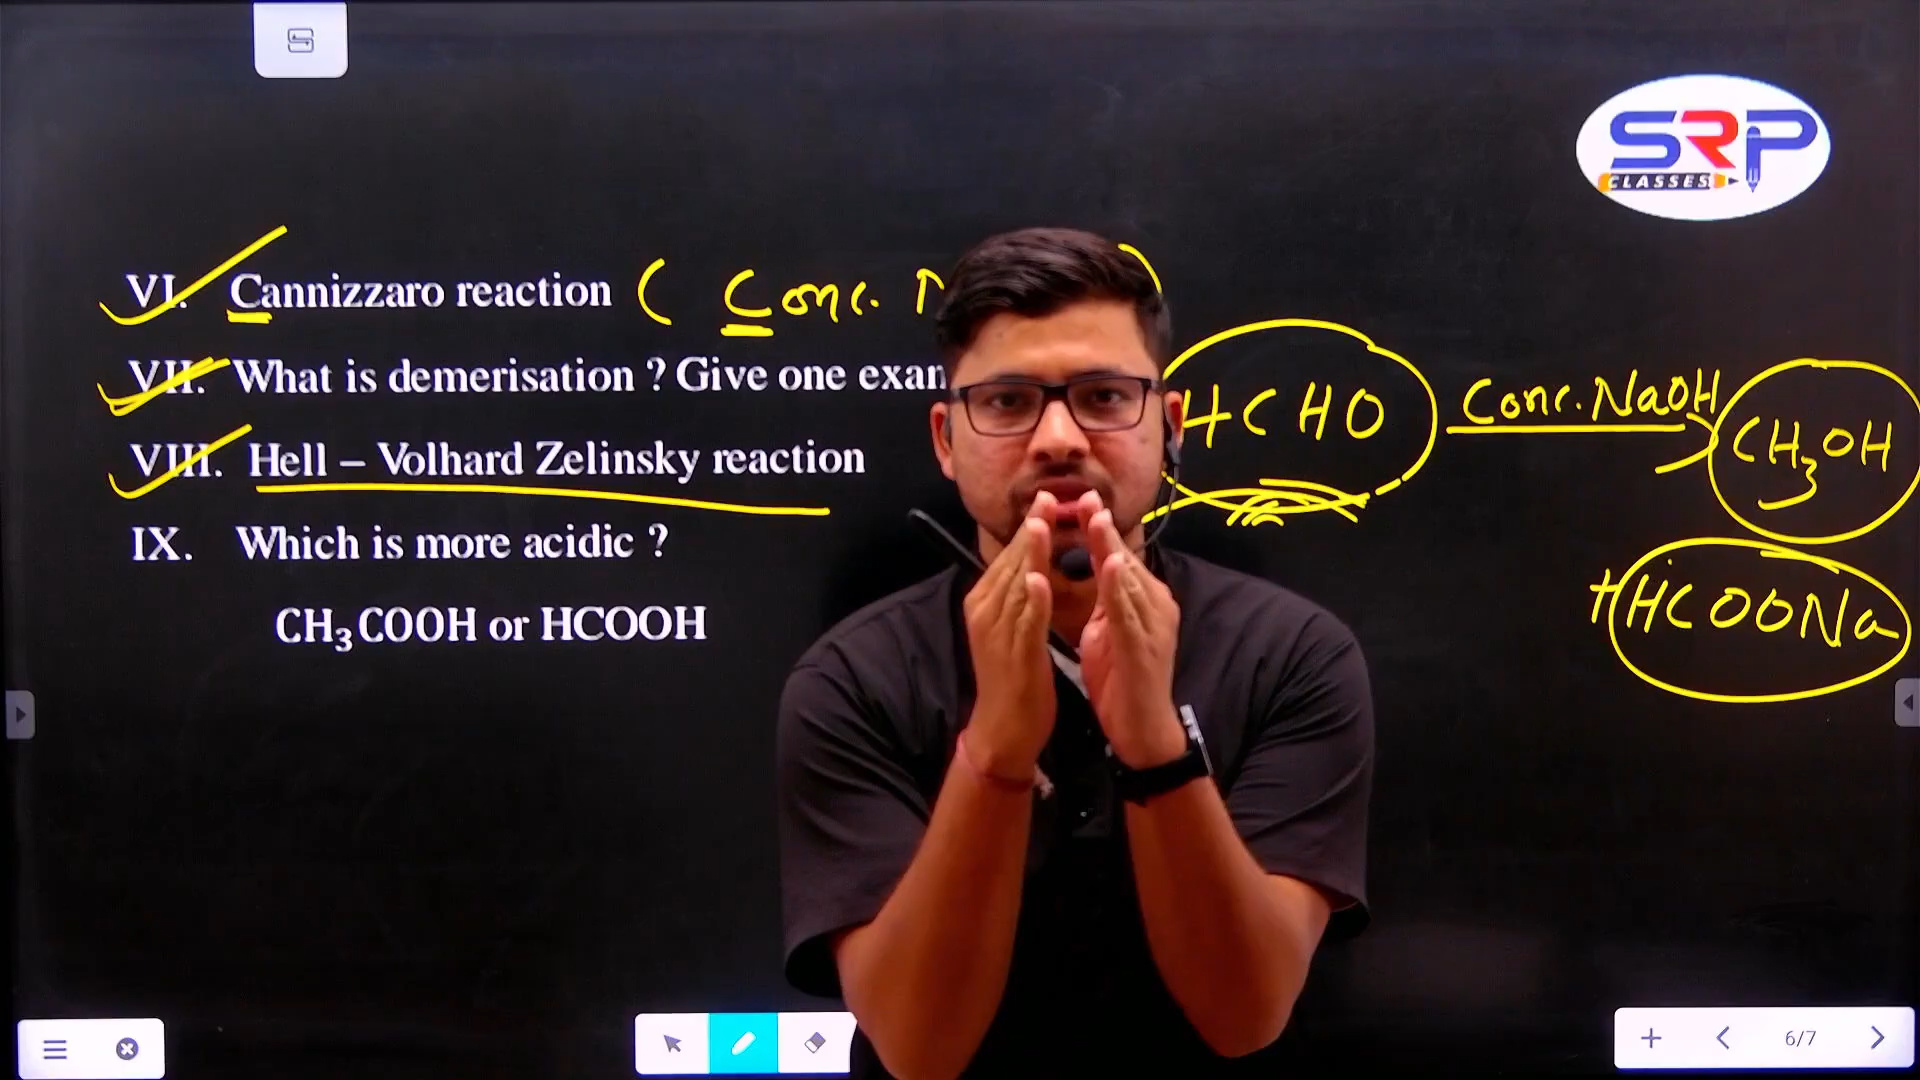 SRP
CLASSES
VI. Cannizzaro reaction ( Conc.
VII. What is demerisation ? Give one
VIII. Hell – Volhard Zelinsky reaction
IX. Which is more acidic ?
CH₃COOH or HCOOH
HCHO Conc. NaOH CH₃OH
+HCOONa
6/7